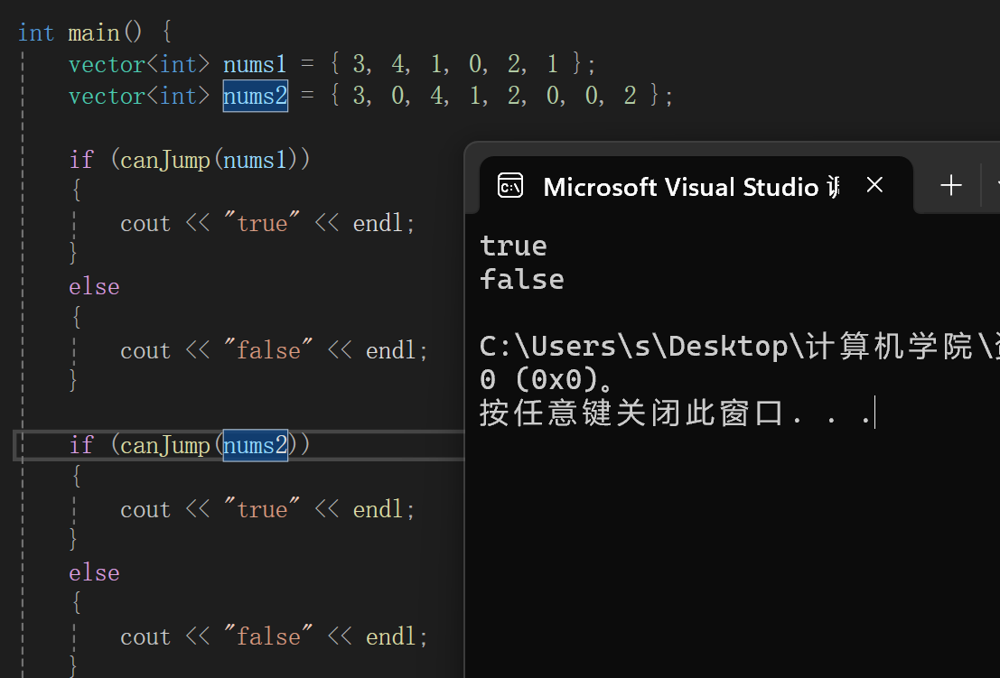 int main() {
vector<int> nums1 = { 3, 4, 1, 0, 2, 1 };
vector<int> nums2 = { 3, 0, 4, 1, 2, 0, 0, 2 };
if (canJump(nums1))
{
cout << "true" << endl;
}
else
{
cout << "false" << endl;
}
if (canJump(nums2))
{
cout << "true" << endl;
}
else
{
cout << "false" << endl;
}
Microsoft Visual Studio
true
false
C:\Users\s\Desktop\计算机学院\
0 (0x0)。
按任意键关闭此窗口. . .